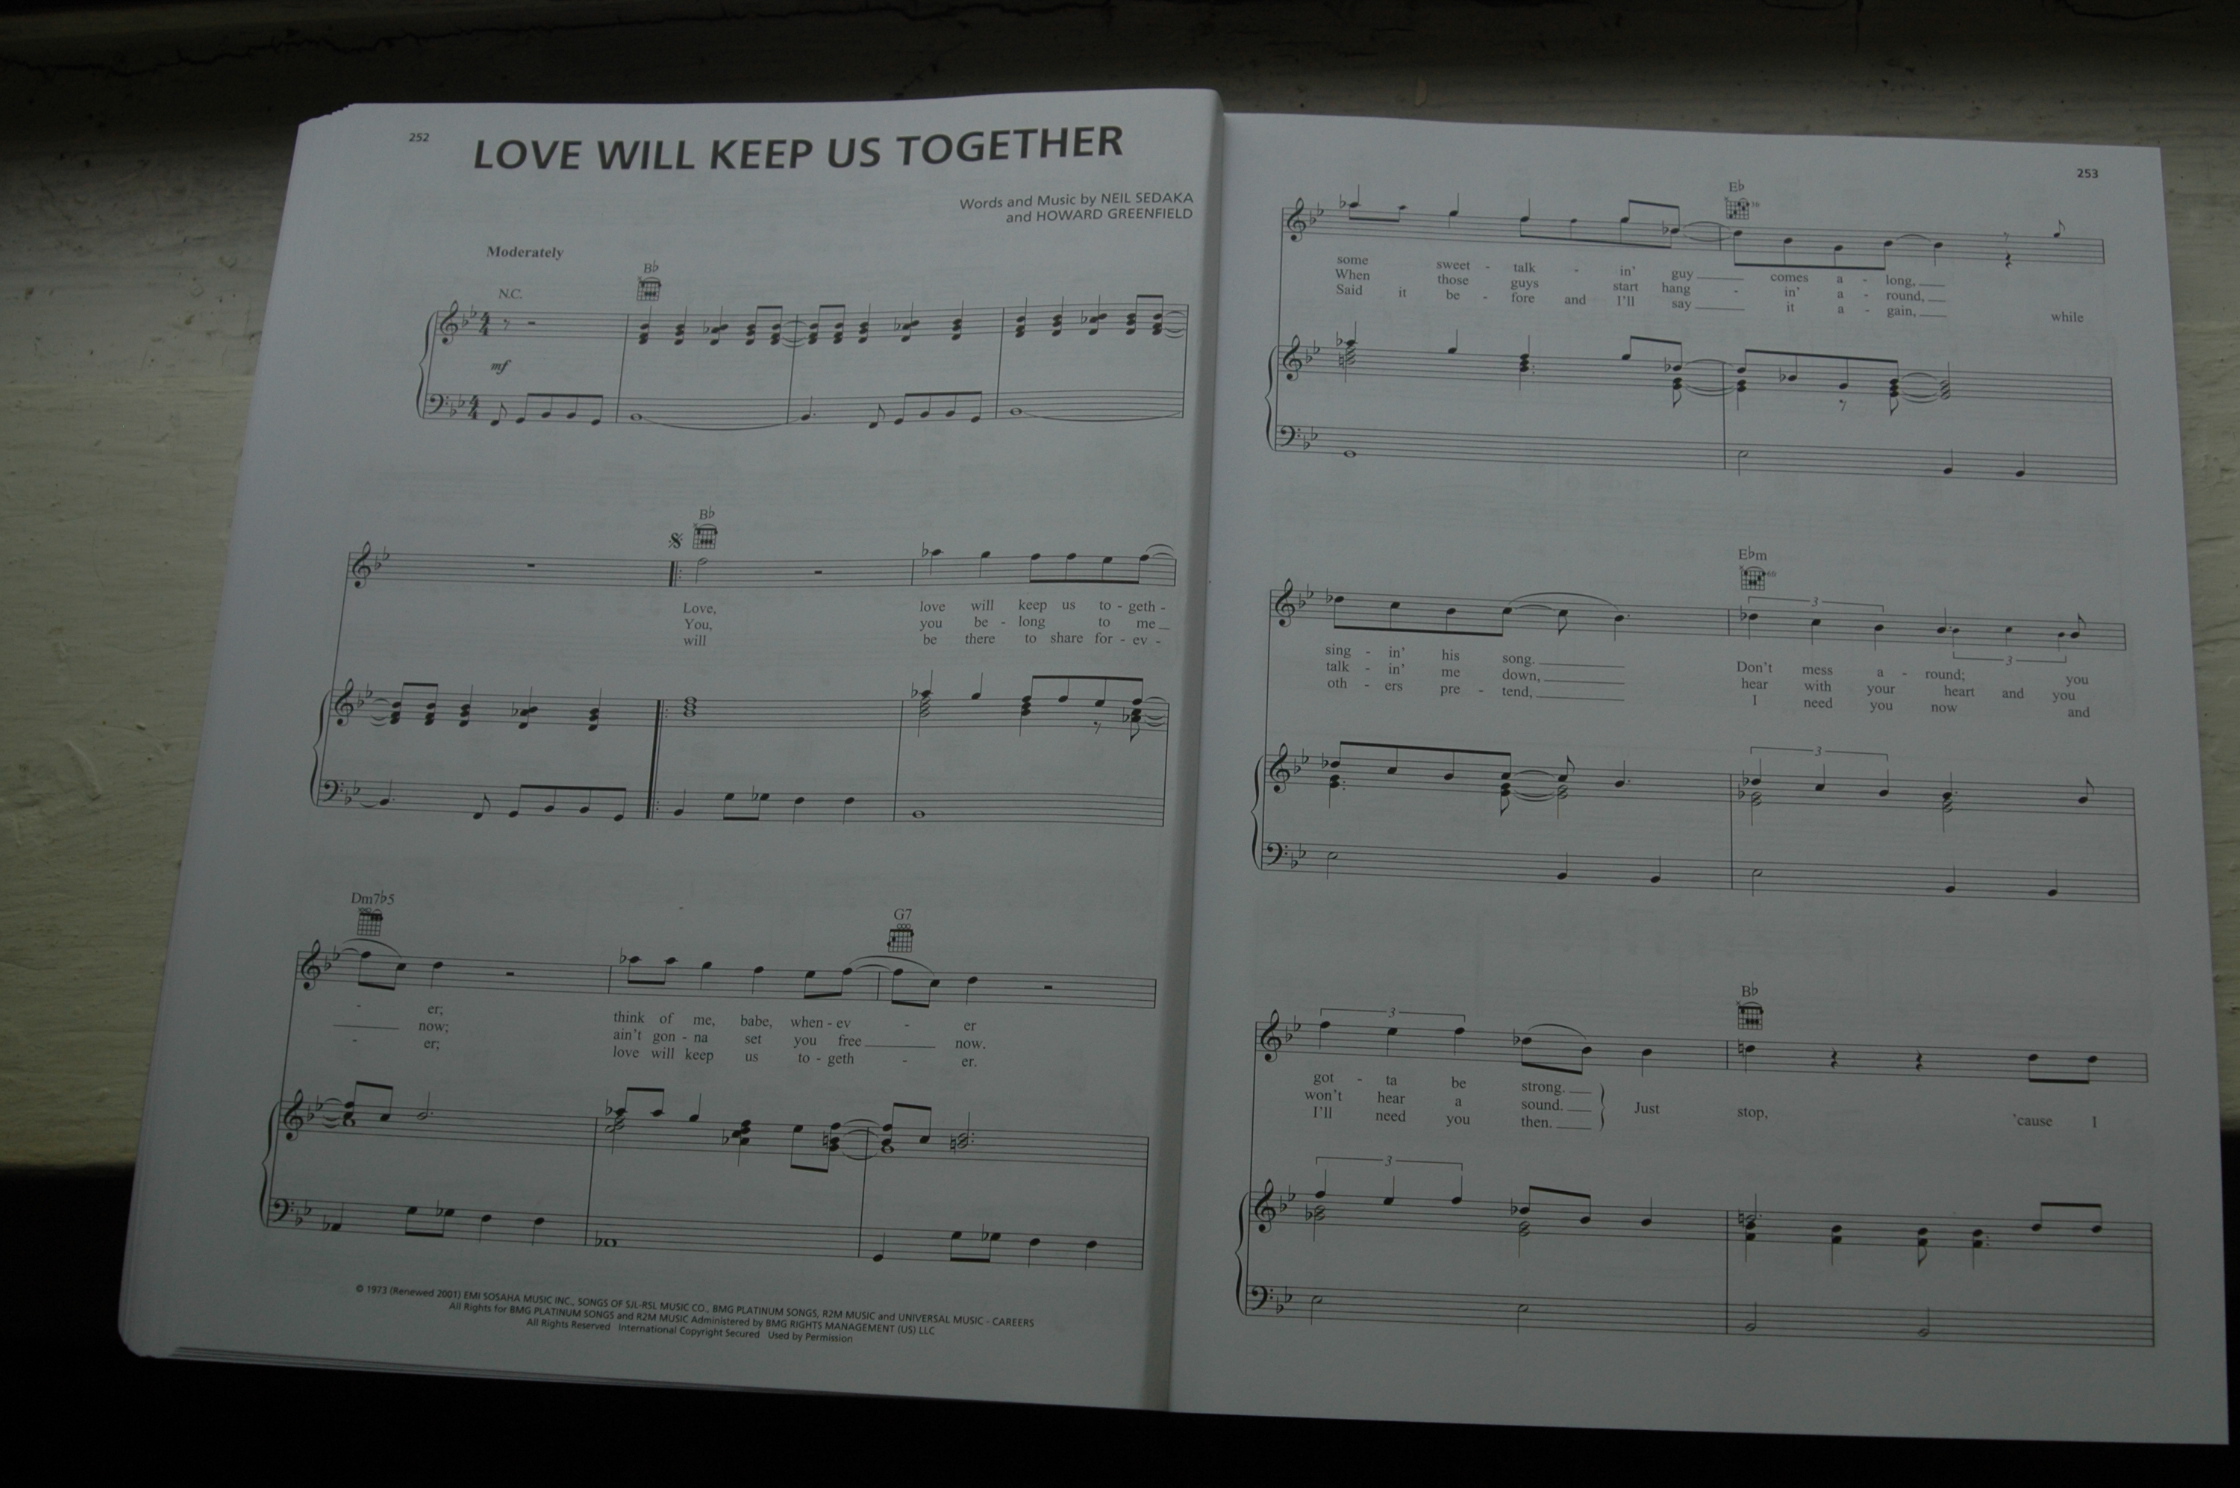 252
LOVE WILL KEEP US TOGETHER
Words and Music by NEIL SEDAKA
and HOWARD GREENFIELD
Moderately
B♭
N.C.
mf
B♭
Love, love will keep us to - geth -
You, you be - long to me
will be there to share for - ev -
Dm7♭5
G7
- er; think of me, babe, when - ev - er
now; ain't gon - na set you free now.
- er; love will keep us to - geth - er.
© 1973 (Renewed 2001) EMI SOSAHA MUSIC INC., SONGS OF SJL-RSL MUSIC CO., BMG PLATINUM SONGS, R2M MUSIC and UNIVERSAL MUSIC - CAREERS
All Rights for BMG PLATINUM SONGS and R2M MUSIC Administered by BMG RIGHTS MANAGEMENT (US) LLC
All Rights Reserved International Copyright Secured Used by Permission
253
E♭
some sweet - talk - in' guy comes a - long,
When those guys start hang - in' a - round,
Said it be - fore and I'll say it a - gain, while
E♭m
3
sing - in' his song. Don't mess a - round; you
talk - in' me down, hear with your heart and you
oth - ers pre - tend, I need you now and
3
3
B♭
3
got - ta be strong.
won't hear a sound. Just stop, 'cause I
I'll need you then.
3